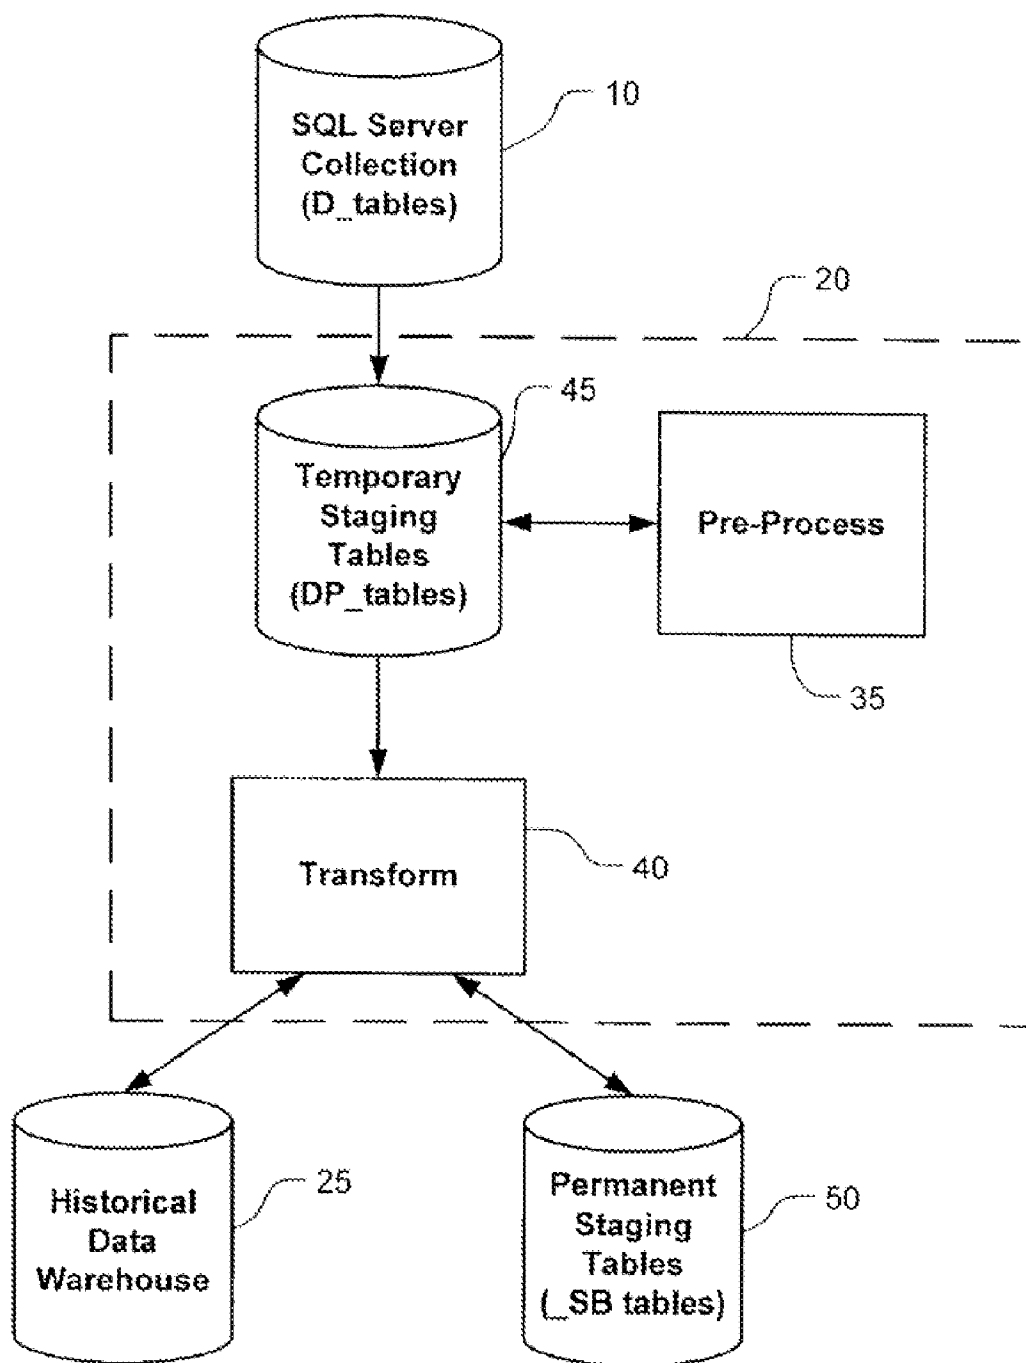 SQL Server
Collection
(D_tables)
10
20
45
Temporary
Staging
Tables
(DP_tables)
Pre-Process
35
Transform
40
Historical
Data
Warehouse
25
Permanent
Staging
Tables
(_SB tables)
50